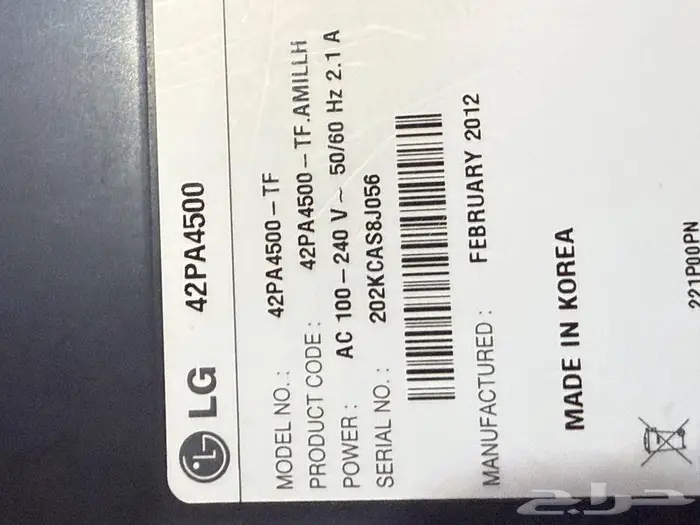 LG 42PA4500
MODEL NO. : 42PA4500-TF
PRODUCT CODE : 42PA4500-TF.AMILLH
POWER : AC 100-240 V ~ 50/60 Hz 2.1 A
SERIAL NO. : 202KCAS8J056
MANUFACTURED : FEBRUARY 2012
MADE IN KOREA
221P00PN
حراج